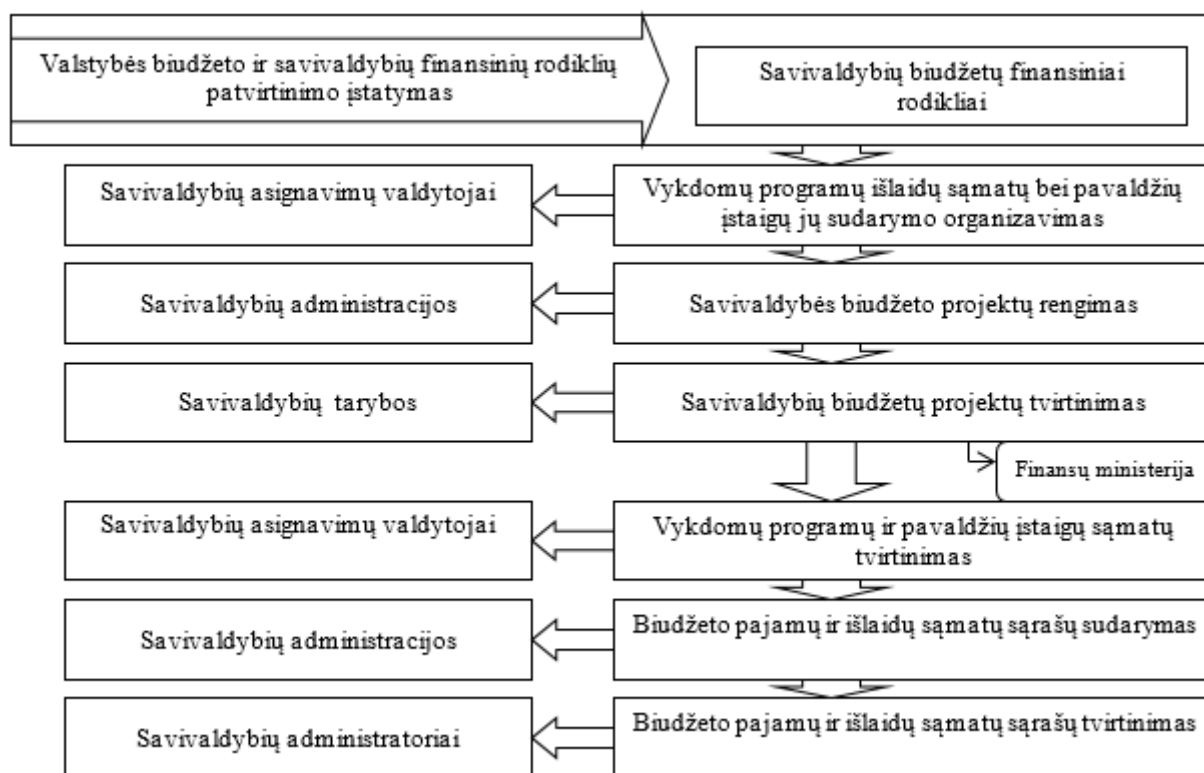 Valstybės biudžeto ir savivaldybių finansinių rodiklių
patvirtinimo įstatymas
Savivaldybių biudžetų finansiniai
rodikliai
Savivaldybių asignavimų valdytojai
Vykdomų programų išlaidų sąmatų bei pavaldžių
įstaigų jų sudarymo organizavimas
Savivaldybių administracijos
Savivaldybės biudžeto projektų rengimas
Savivaldybių tarybos
Savivaldybių biudžetų projektų tvirtinimas
Finansų ministerija
Savivaldybių asignavimų valdytojai
Vykdomų programų ir pavaldžių įstaigų sąmatų
tvirtinimas
Savivaldybių administracijos
Biudžeto pajamų ir išlaidų sąmatų sąrašų sudarymas
Savivaldybių administratoriai
Biudžeto pajamų ir išlaidų sąmatų sąrašų tvirtinimas